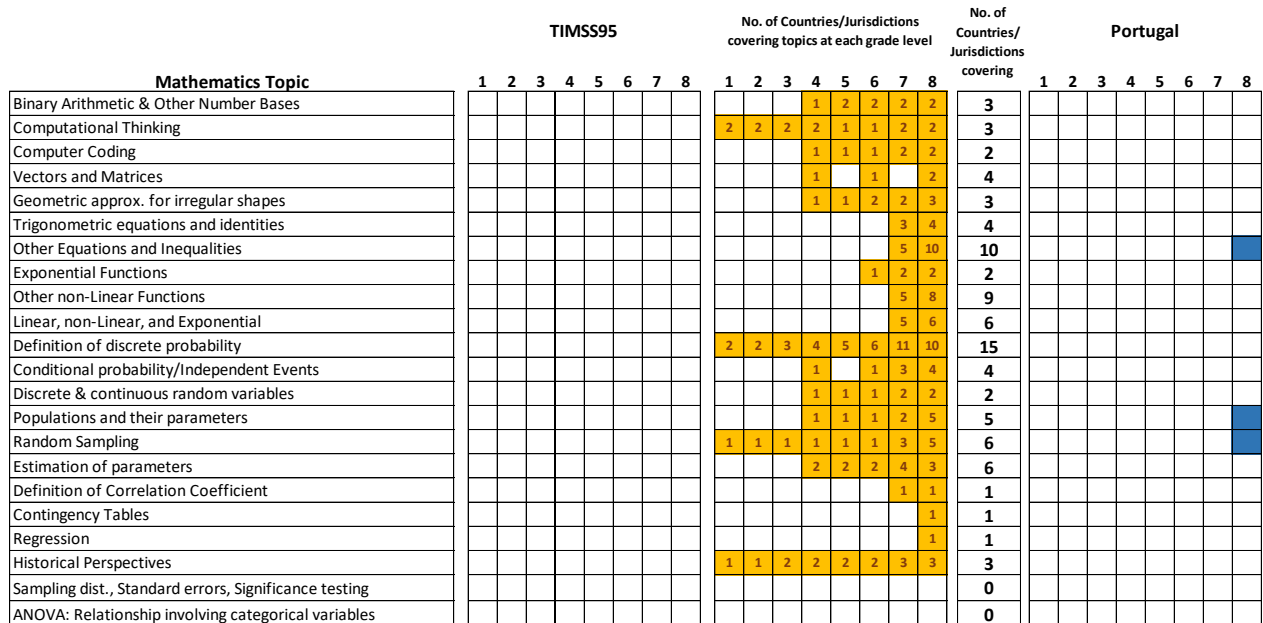 TIMSS95
No. of Countries/Jurisdictions
covering topics at each grade level
No. of
Countries/
Jurisdictions
covering
Portugal
Mathematics Topic 1 2 3 4 5 6 7 8 1 2 3 4 5 6 7 8 1 2 3 4 5 6 7 8
Binary Arithmetic & Other Number Bases 1 2 2 2 2 3
Computational Thinking 2 2 2 2 1 1 2 2 3
Computer Coding 1 1 1 2 2 2
Vectors and Matrices 1 1 2 4
Geometric approx. for irregular shapes 1 1 2 2 3 3
Trigonometric equations and identities 3 4 4
Other Equations and Inequalities 5 10 10
Exponential Functions 1 2 2 2
Other non-Linear Functions 5 8 9
Linear, non-Linear, and Exponential 5 6 6
Definition of discrete probability 2 2 3 4 5 6 11 10 15
Conditional probability/Independent Events 1 1 3 4 4
Discrete & continuous random variables 1 1 1 2 2 2
Populations and their parameters 1 1 1 2 5 5
Random Sampling 1 1 1 1 1 1 3 5 6
Estimation of parameters 2 2 2 4 3 6
Definition of Correlation Coefficient 1 1 1
Contingency Tables 1 1
Regression 1 1
Historical Perspectives 1 1 2 2 2 2 3 3 3
Sampling dist., Standard errors, Significance testing 0
ANOVA: Relationship involving categorical variables 0